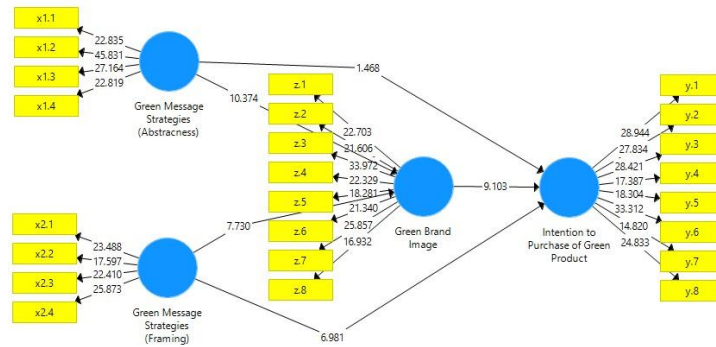 x1.1
x1.2
x1.3
x1.4
22.835
45.831
27.164
22.819
Green Message
Strategies
(Abstracness)
1.468
10.374
z.1
z.2
z.3
z.4
z.5
z.6
z.7
z.8
22.703
21.606
33.972
22.329
18.281
21.340
25.857
16.932
Green Brand
Image
9.103
y.1
y.2
y.3
y.4
y.5
y.6
y.7
y.8
28.944
27.834
28.421
17.387
18.304
33.312
14.820
24.833
Intention to
Purchase of Green
Product
x2.1
x2.2
x2.3
x2.4
23.488
17.597
22.410
25.873
7.730
Green Message
Strategies
(Framing)
6.981